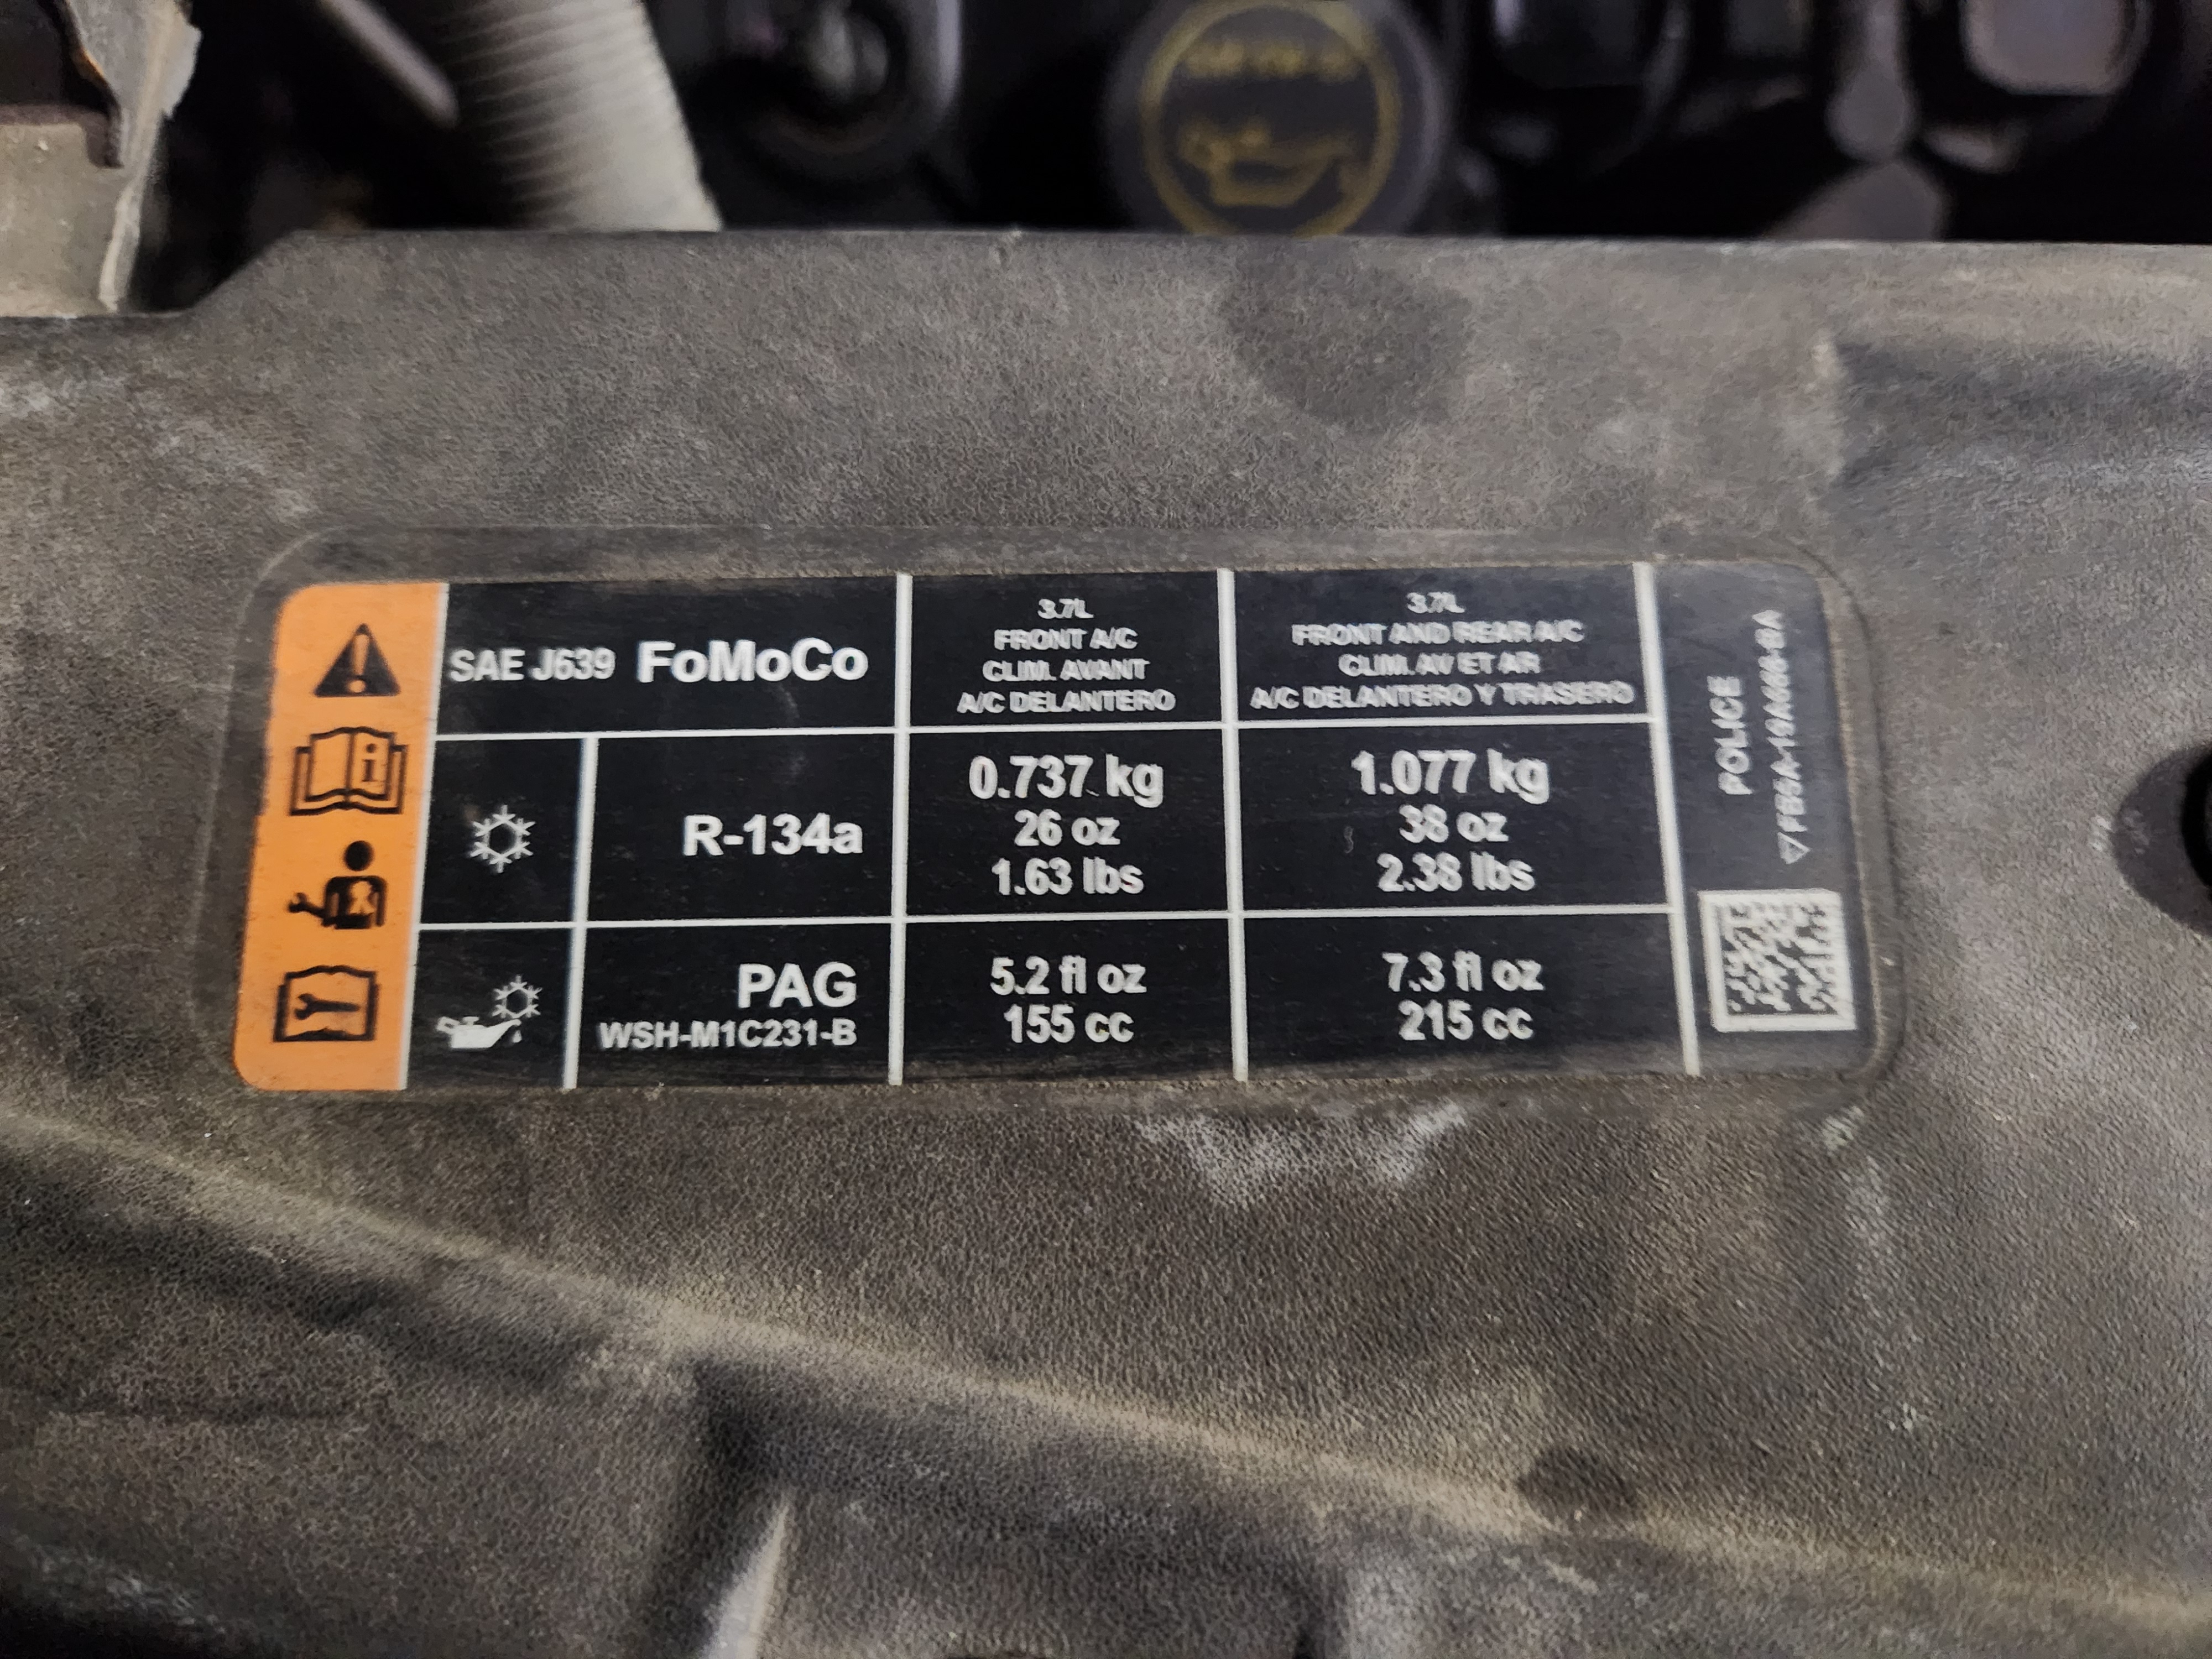 SAE J639 FoMoCo
3.7L
FRONT A/C
CLIM. AVANT
A/C DELANTERO
3.7L
FRONT AND REAR A/C
CLIM. AV ET AR
A/C DELANTERO Y TRASERO
R-134a
0.737 kg
26 oz
1.63 lbs
1.077 kg
38 oz
2.38 lbs
PAG
WSH-M1C231-B
5.2 fl oz
155 cc
7.3 fl oz
215 cc
POLICE